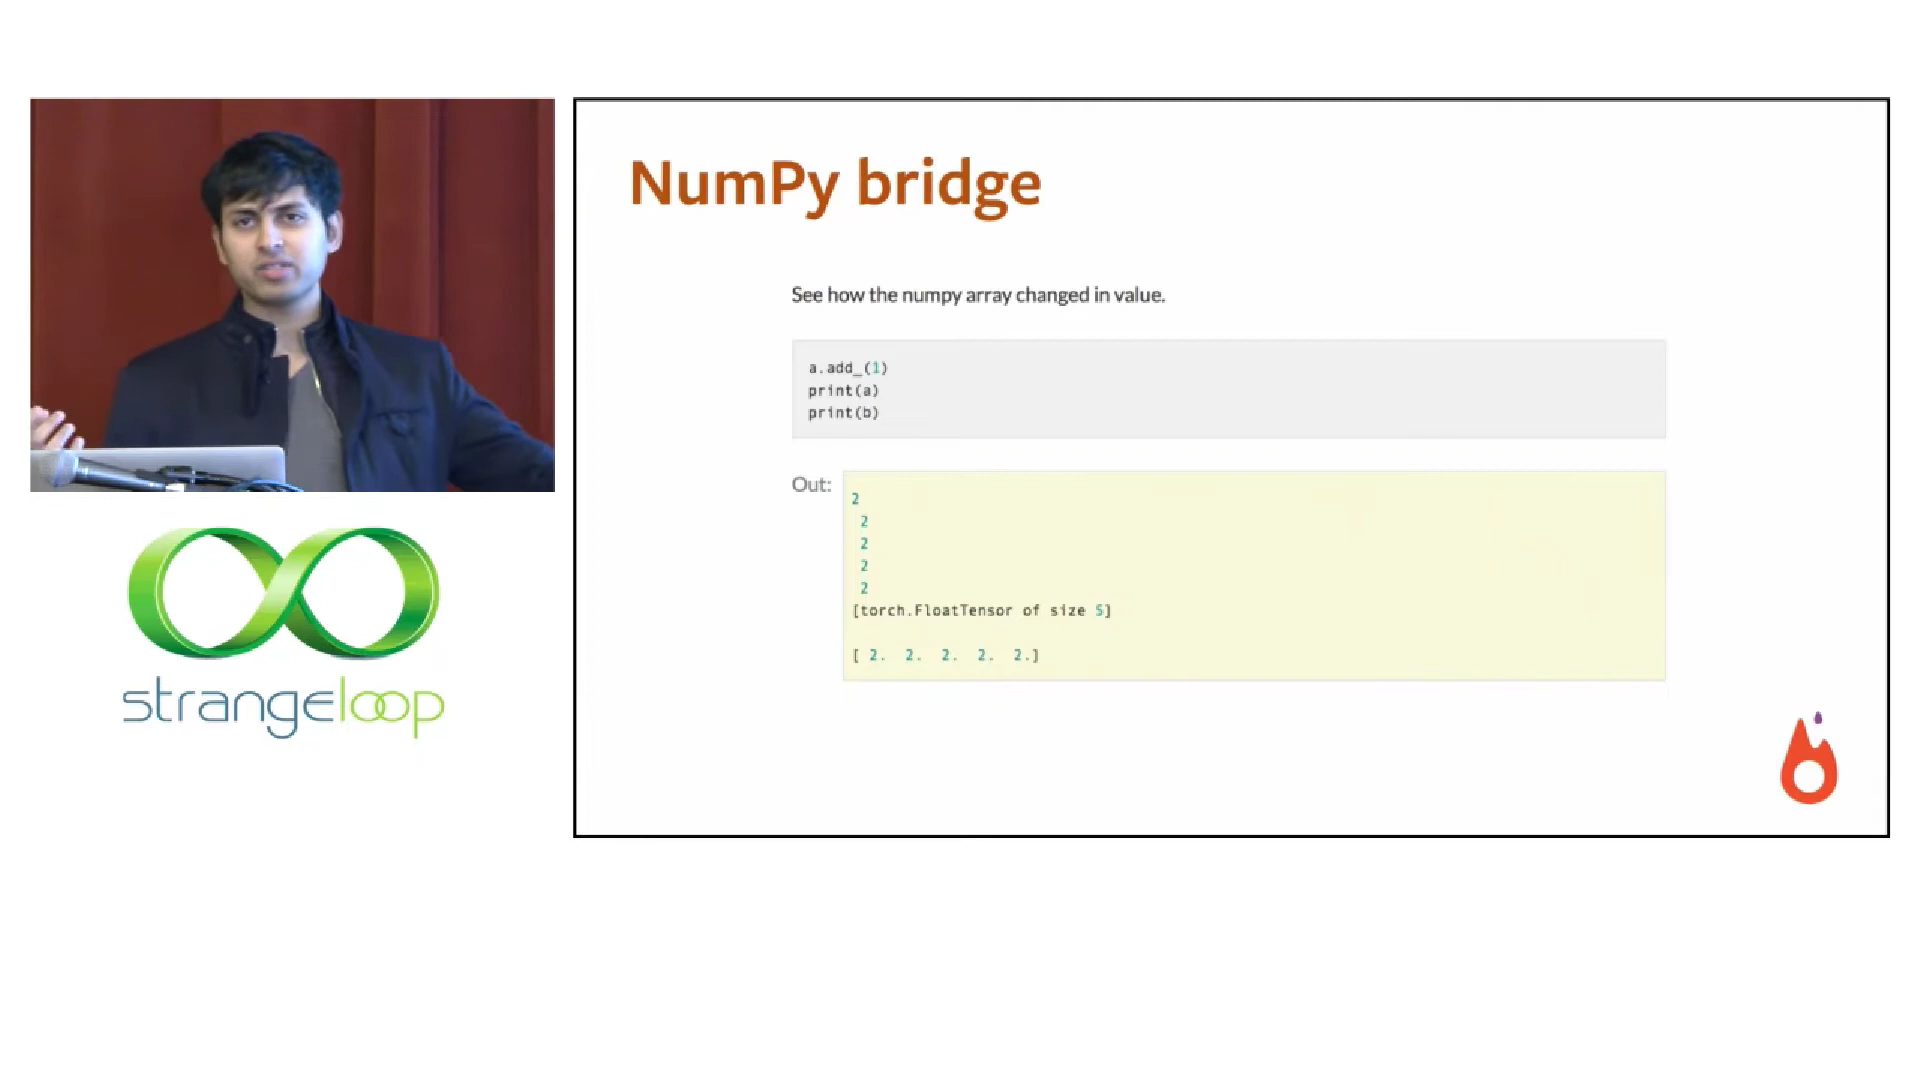 NumPy bridge
See how the numpy array changed in value.
a.add_(1)
print(a)
print(b)
Out:
2
2
2
2
2
[torch.FloatTensor of size 5]
[ 2. 2. 2. 2. 2.]
strangeloop